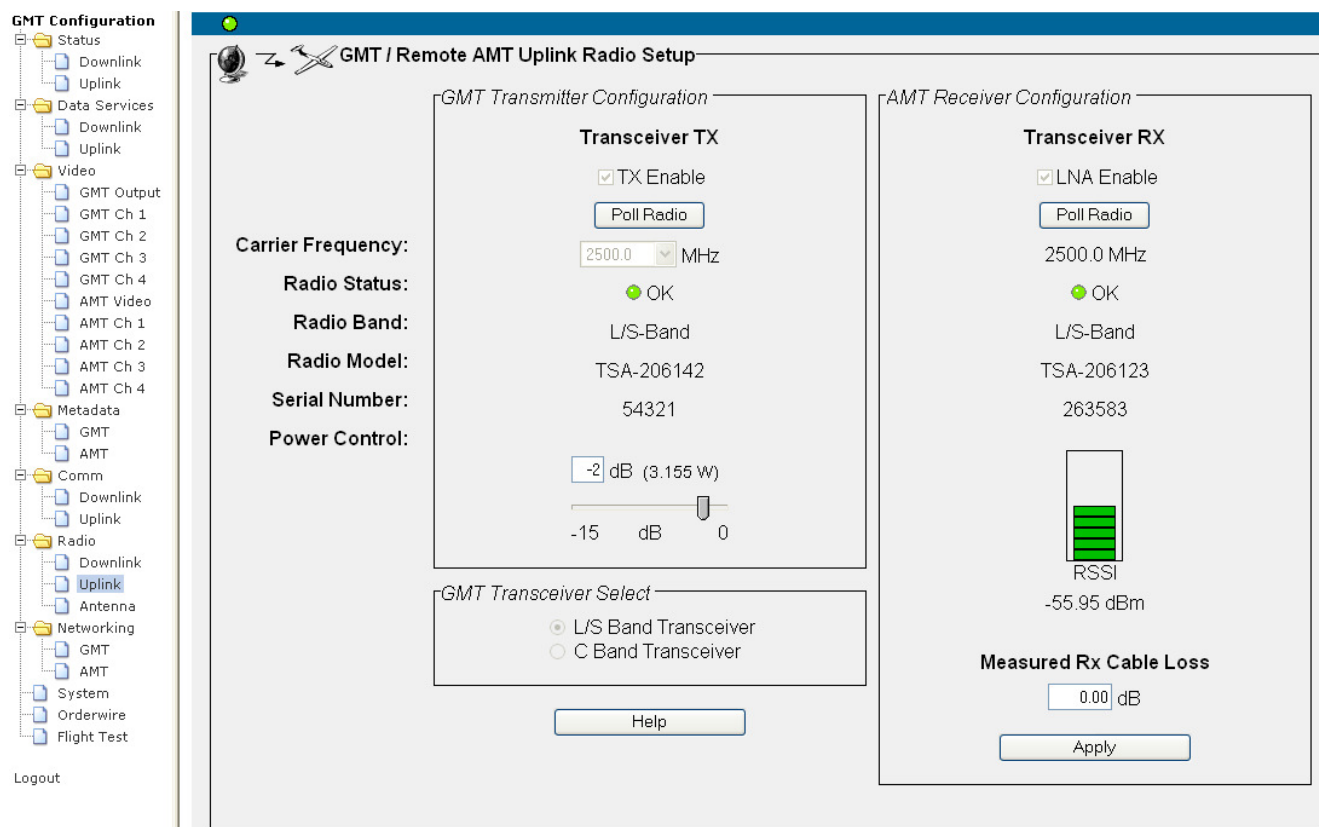 GMT Configuration
Status
Downlink
Uplink
Data Services
Downlink
Uplink
Video
GMT Output
GMT Ch 1
GMT Ch 2
GMT Ch 3
GMT Ch 4
AMT Video
AMT Ch 1
AMT Ch 2
AMT Ch 3
AMT Ch 4
Metadata
GMT
AMT
Comm
Downlink
Uplink
Radio
Downlink
Uplink
Antenna
Networking
GMT
AMT
System
Orderwire
Flight Test
Logout
GMT / Remote AMT Uplink Radio Setup
Carrier Frequency:
Radio Status:
Radio Band:
Radio Model:
Serial Number:
Power Control:
GMT Transmitter Configuration
Transceiver TX
TX Enable
Poll Radio
2500.0 MHz
OK
L/S-Band
TSA-206142
54321
-2 dB (3.155 W)
-15 dB 0
GMT Transceiver Select
L/S Band Transceiver
C Band Transceiver
Help
AMT Receiver Configuration
Transceiver RX
LNA Enable
Poll Radio
2500.0 MHz
OK
L/S-Band
TSA-206123
263583
RSSI
-55.95 dBm
Measured Rx Cable Loss
0.00 dB
Apply